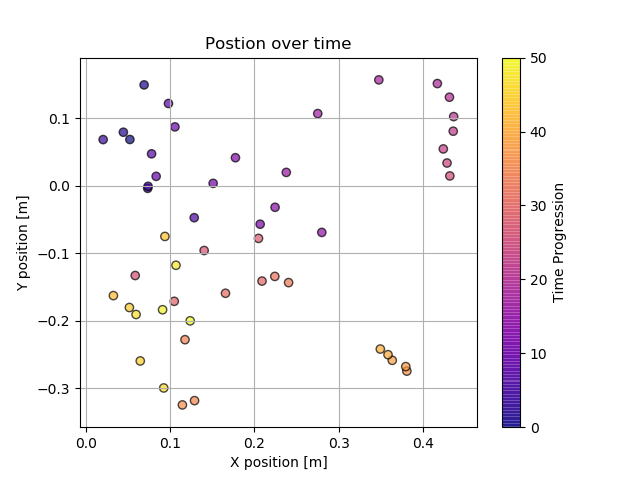 Postion over time
0.1
0.0
−0.1
−0.2
−0.3
Y position [m]
0.0 0.1 0.2 0.3 0.4
X position [m]
50
40
30
20
10
0
Time Progression